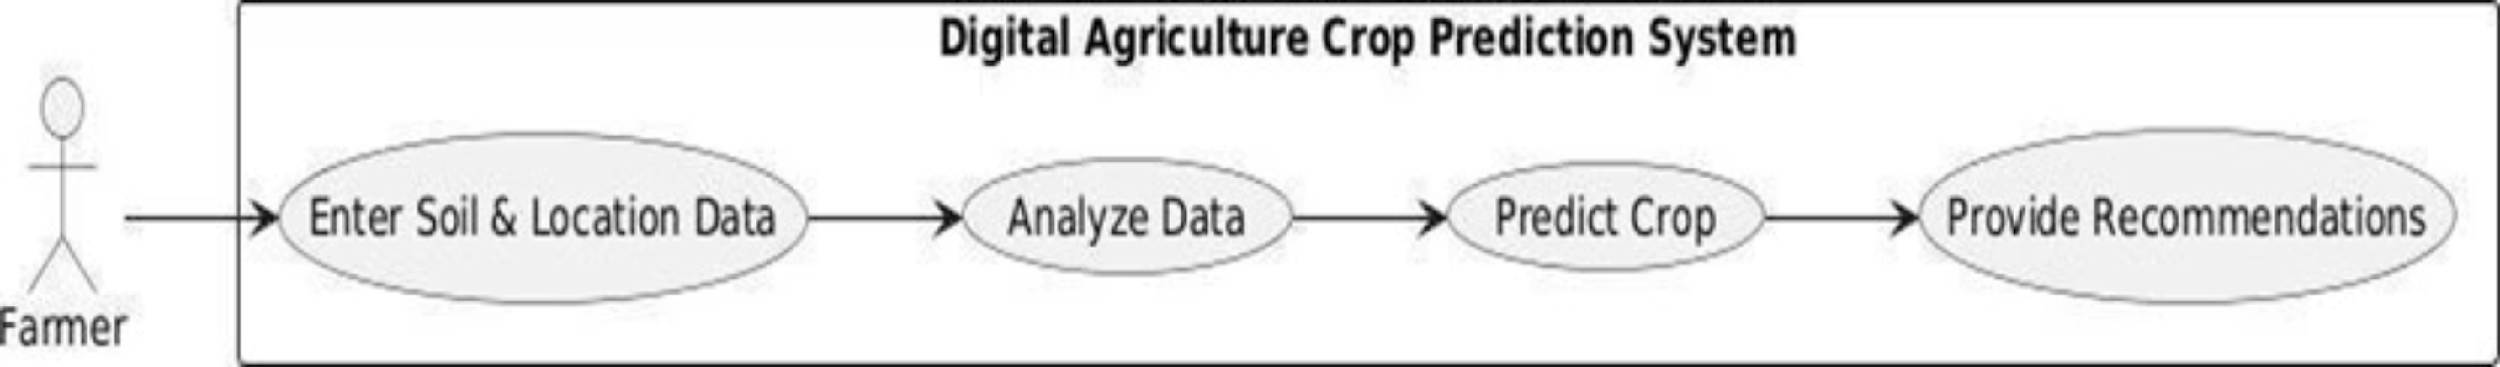 Digital Agriculture Crop Prediction System
Enter Soil & Location Data
Analyze Data
Predict Crop
Provide Recommendations
Farmer